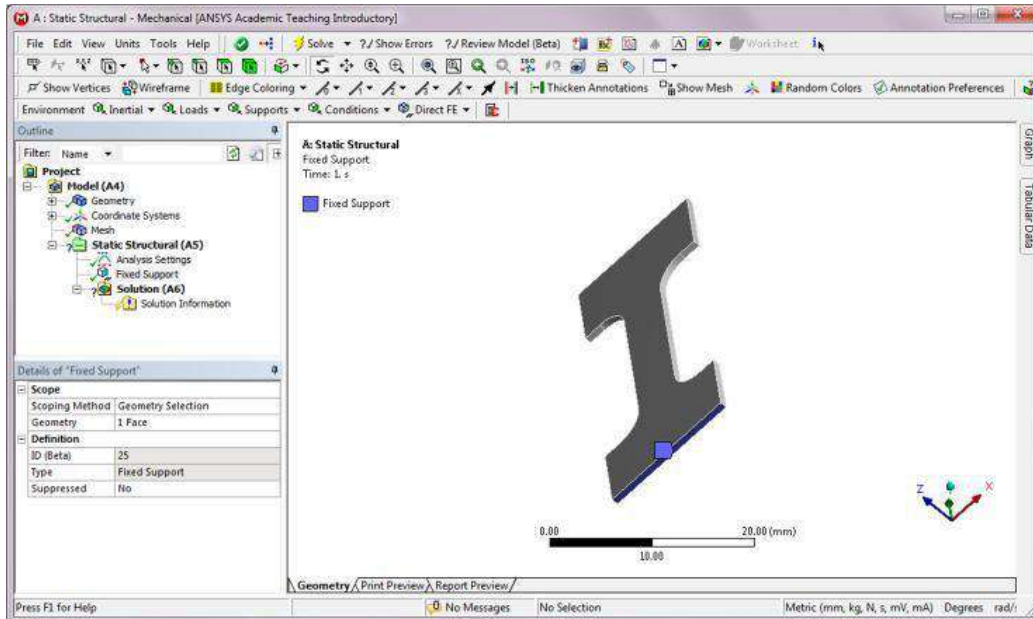 A : Static Structural - Mechanical [ANSYS Academic Teaching Introductory]
File Edit View Units Tools Help Solve ?./ Show Errors ?./ Review Model (Beta) A Worksheet
Show Vertices Wireframe Edge Coloring Thicken Annotations Show Mesh Random Colors Annotation Preferences
Environment Inertial Loads Supports Conditions Direct FE
Outline
Filter: Name
Project
Model (A4)
Geometry
Coordinate Systems
Mesh
Static Structural (A5)
Analysis Settings
Fixed Support
Solution (A6)
Solution Information
Details of "Fixed Support"
Scope
Scoping Method Geometry Selection
Geometry 1 Face
Definition
ID (Beta) 25
Type Fixed Support
Suppressed No
A: Static Structural
Fixed Support
Time: 1. s
Fixed Support
Z X
0.00 20.00 (mm)
10.00
Graph
Tabular Data
Geometry Print Preview Report Preview
Press F1 for Help No Messages No Selection Metric (mm, kg, N, s, mV, mA) Degrees rad/s